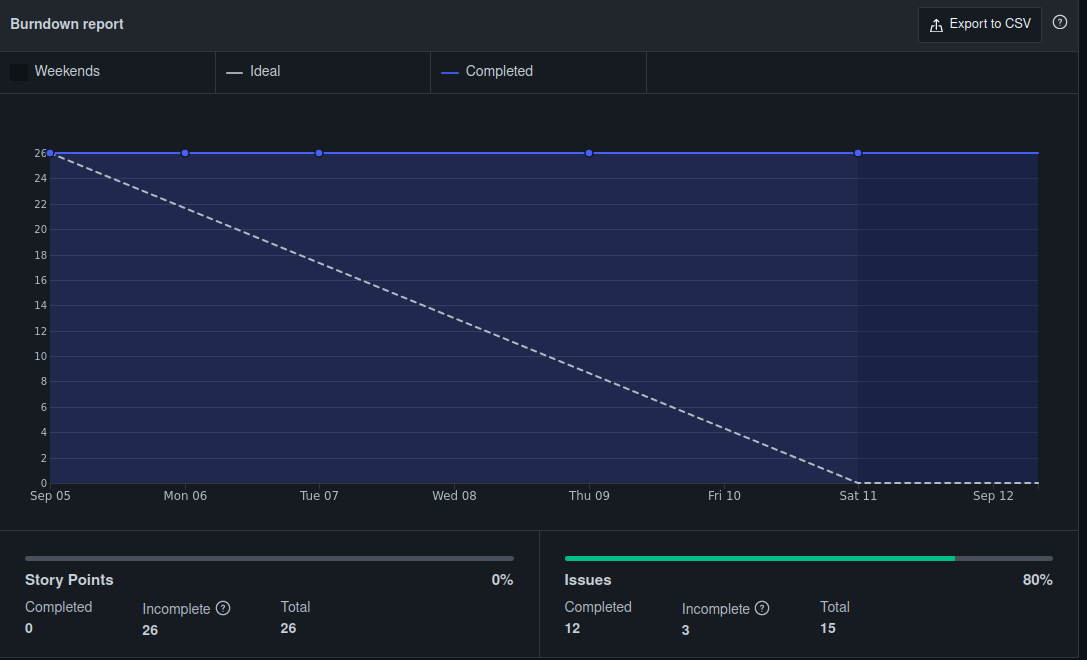 Burndown report
Export to CSV
Weekends
Ideal
Completed
26
24
22
20
18
16
14
12
10
8
6
4
2
0
Sep 05 Mon 06 Tue 07 Wed 08 Thu 09 Fri 10 Sat 11 Sep 12
Story Points 0%
Completed Incomplete ? Total
0 26 26
Issues 80%
Completed Incomplete ? Total
12 3 15